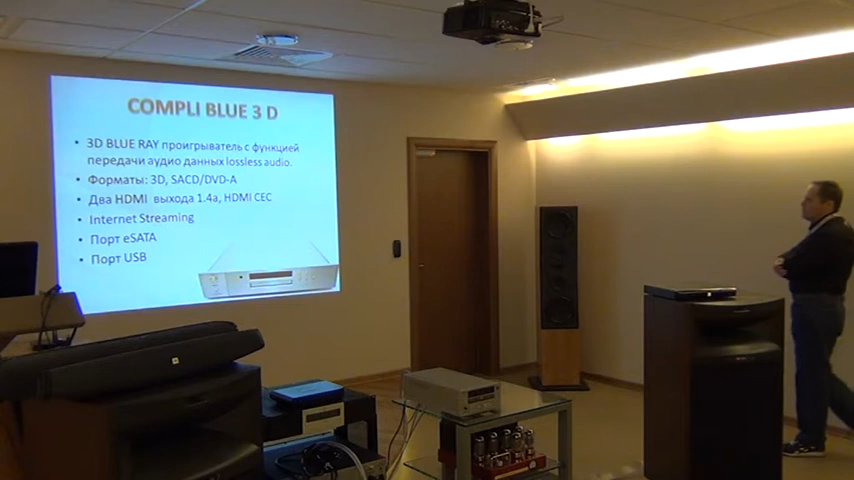 COMPLI BLUE 3 D
• 3D BLUE RAY проигрыватель с функцией
передачи аудио данных lossless audio.
• Форматы: 3D, SACD/DVD-A
• Два HDMI выхода 1.4a, HDMI CEC
• Internet Streaming
• Порт eSATA
• Порт USB